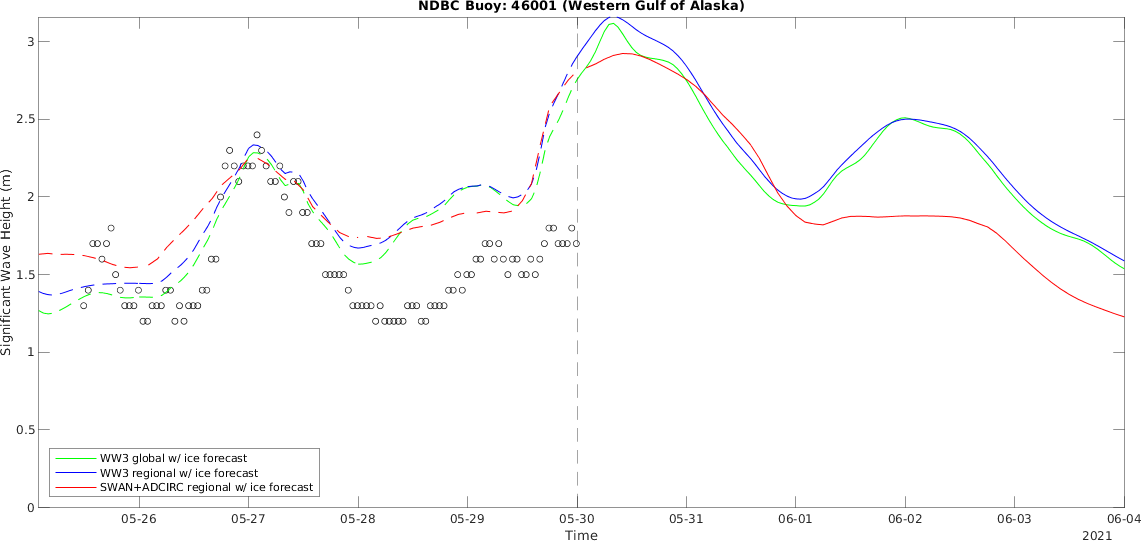 NDBC Buoy: 46001 (Western Gulf of Alaska)
3
2.5
2
1.5
1
0.5
0
Significant Wave Height (m)
WW3 global w/ ice forecast
WW3 regional w/ ice forecast
SWAN+ADCIRC regional w/ ice forecast
05-26 05-27 05-28 05-29 05-30 05-31 06-01 06-02 06-03 06-04
Time
2021